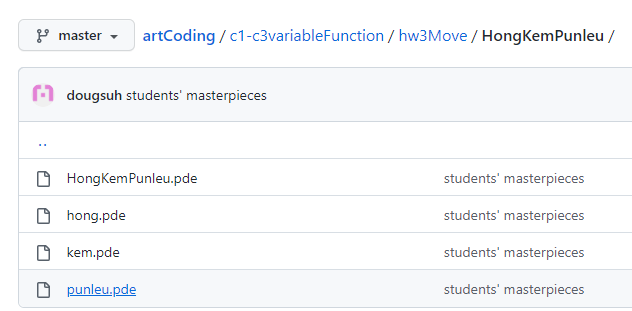 master artCoding / c1-c3variableFunction / hw3Move / HongKemPunleu /
dougsuh students' masterpieces
..
HongKemPunleu.pde students' masterpieces
hong.pde students' masterpieces
kem.pde students' masterpieces
punleu.pde students' masterpieces